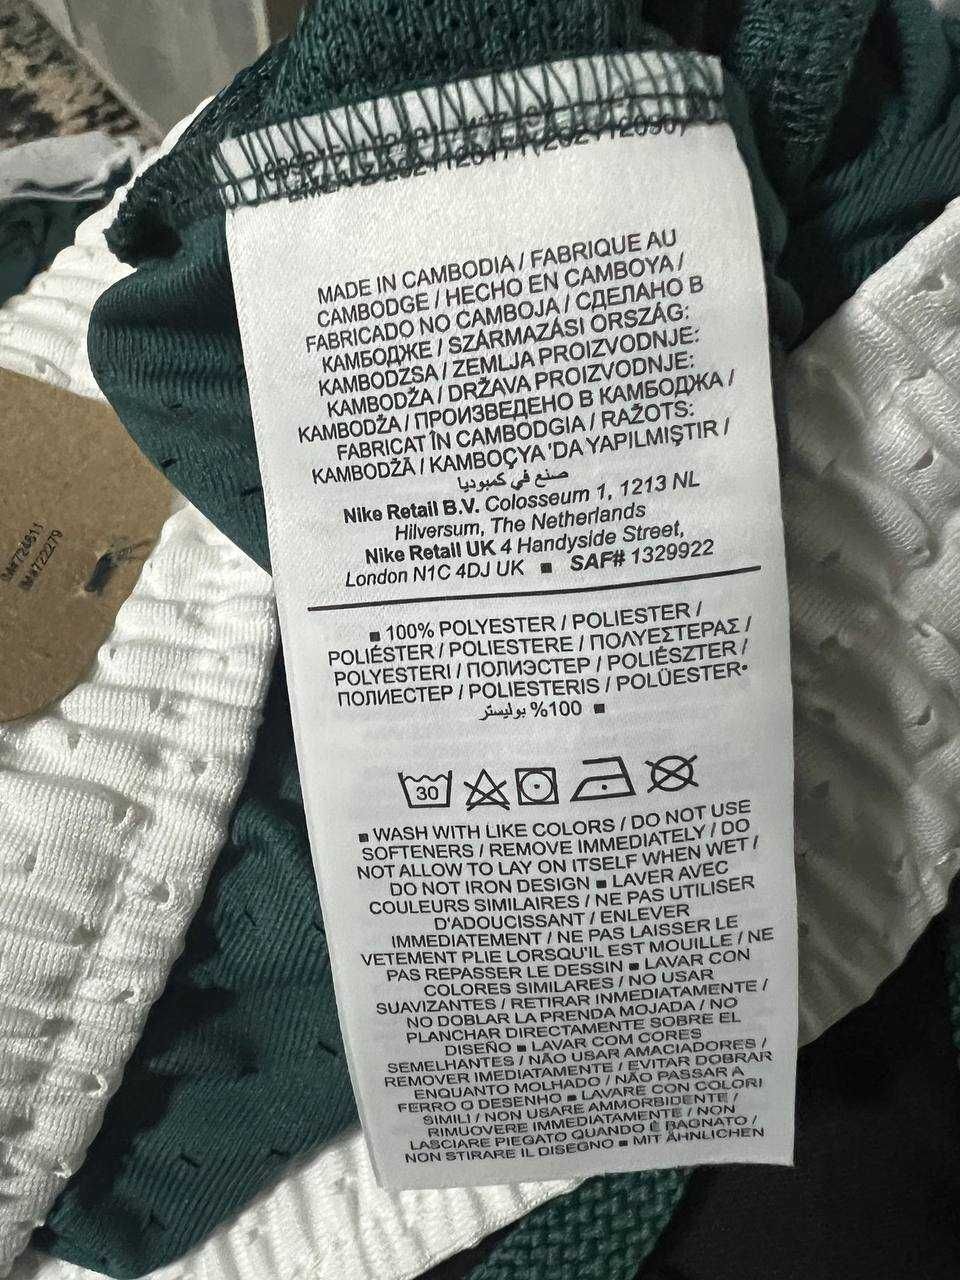 MADE IN CAMBODIA / FABRIQUE AU
CAMBODGE / HECHO EN CAMBOYA /
FABRICADO NO CAMBOJA / СДЕЛАНО В
КАМБОДЖЕ / SZÁRMAZÁSI ORSZÁG:
KAMBODZSA / ZEMLJA PROIZVODNJE:
KAMBODŽA / DRŽAVA PROIZVODNJE:
KAMBODŽA / ПРОИЗВЕДЕНО В КАМБОДЖА /
FABRICAT ÎN CAMBODGIA / RAŽOTS:
KAMBODŽĀ / KAMBOÇYA 'DA YAPILMIŞTIR /
صنع في كمبوديا
Nike Retail B.V. Colosseum 1, 1213 NL
Hilversum, The Netherlands
Nike Retail UK 4 Handyside Street,
London N1C 4DJ UK ■ SAF# 1329922
■ 100% POLYESTER / POLIESTER /
POLIÉSTER / POLIESTERE / ΠΟΛΥΕΣΤΕΡΑΣ /
POLYESTERI / ПОЛИЭСТЕР / POLIÉSZTER /
ПОЛИЕСТЕР / POLIESTERIS / POLÜESTER•
100% بوليستر ■
30
■ WASH WITH LIKE COLORS / DO NOT USE
SOFTENERS / REMOVE IMMEDIATELY / DO
NOT ALLOW TO LAY ON ITSELF WHEN WET /
DO NOT IRON DESIGN ■ LAVER AVEC
COULEURS SIMILAIRES / NE PAS UTILISER
D'ADOUCISSANT / ENLEVER
IMMEDIATEMENT / NE PAS LAISSER LE
VETEMENT PLIE LORSQU'IL EST MOUILLE / NE
PAS REPASSER LE DESSIN ■ LAVAR CON
COLORES SIMILARES / NO USAR
SUAVIZANTES / RETIRAR INMEDIATAMENTE /
NO DOBLAR LA PRENDA MOJADA / NO
PLANCHAR DIRECTAMENTE SOBRE EL
DISEÑO ■ LAVAR COM CORES
SEMELHANTES / NÃO USAR AMACIADORES /
REMOVER IMEDIATAMENTE / EVITAR DOBRAR
ENQUANTO MOLHADO / NÃO PASSAR A
FERRO O DESENHO ■ LAVARE CON COLORI
SIMILI / NON USARE AMMORBIDENTE /
RIMUOVERE IMMEDIATAMENTE / NON
LASCIARE PIEGATO QUANDO È BAGNATO /
NON STIRARE IL DISEGNO ■ MIT ÄHNLICHEN